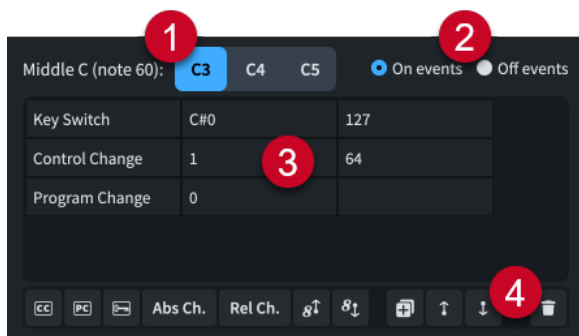 1 2
Middle C (note 60): C3 C4 C5 On events Off events
Key Switch C#0 127
Control Change 1 3 64
Program Change 0
4
CC PC Abs Ch. Rel Ch. 8 8